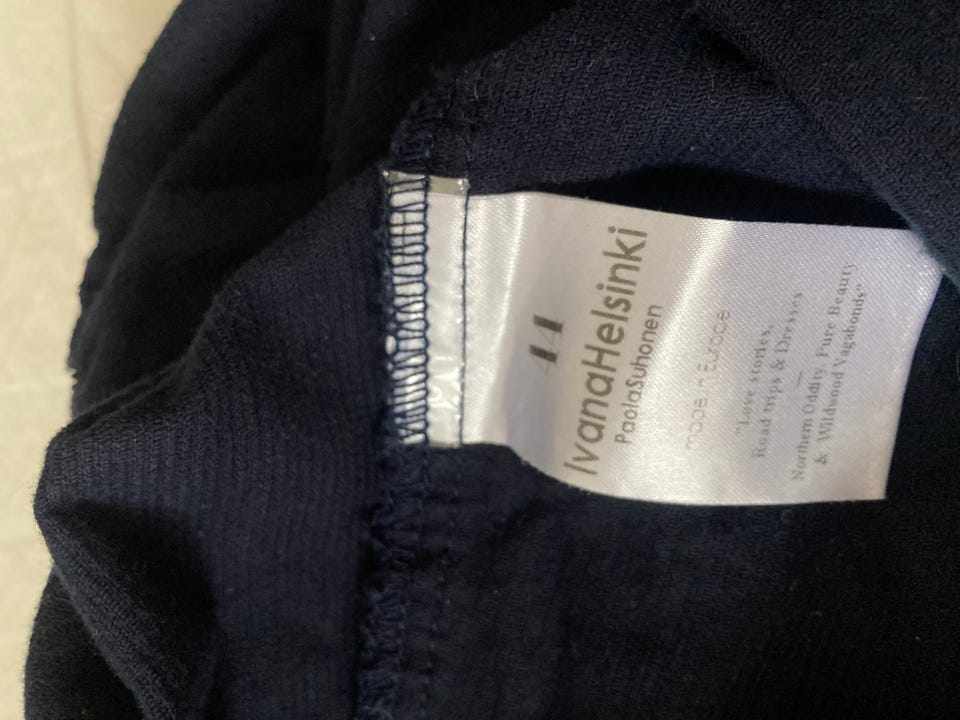 44
IvanaHelsinki
PaolaSuhonen
made in Europe
"Love stories,
Road trips & Dresses
—
Northern Oddity, Pure Beauty
& Wildwood Vagabonds"